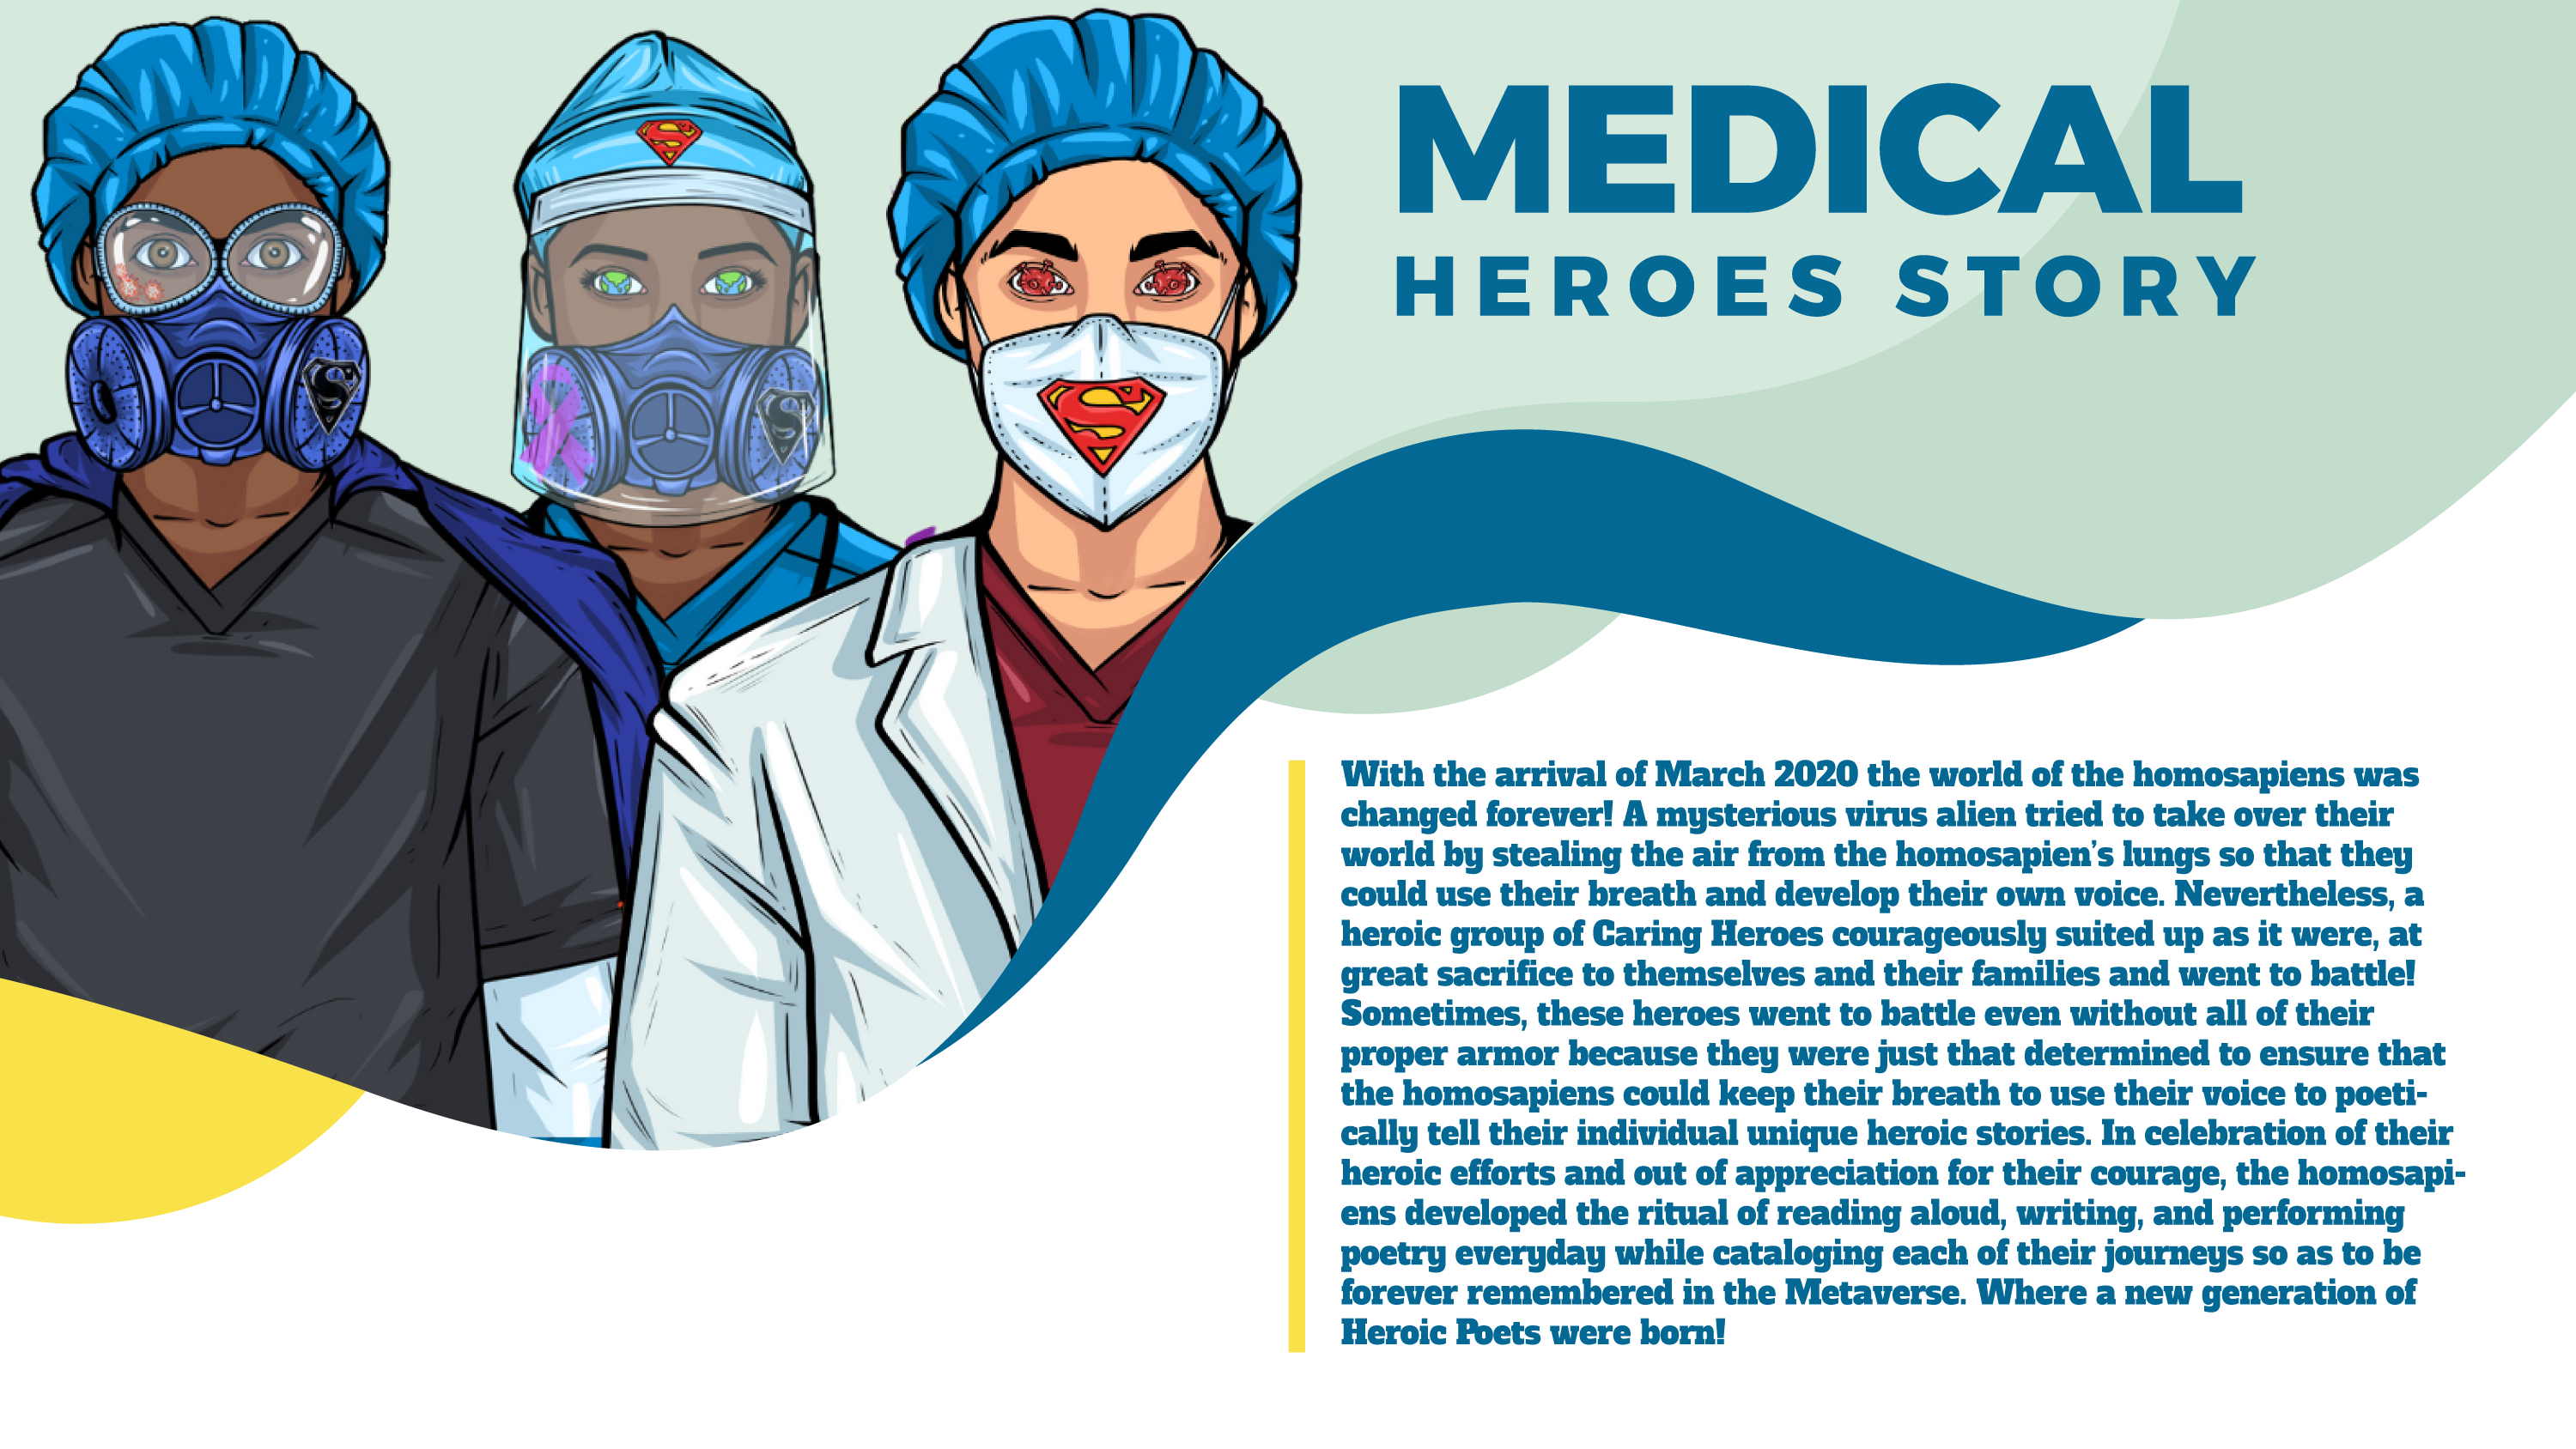 MEDICAL
HEROES STORY
With the arrival of March 2020 the world of the homosapiens was
changed forever! A mysterious virus alien tried to take over their
world by stealing the air from the homosapien's lungs so that they
could use their breath and develop their own voice. Nevertheless, a
heroic group of Caring Heroes courageously suited up as it were, at
great sacrifice to themselves and their families and went to battle!
Sometimes, these heroes went to battle even without all of their
proper armor because they were just that determined to ensure that
the homosapiens could keep their breath to use their voice to poeti-
cally tell their individual unique heroic stories. In celebration of their
heroic efforts and out of appreciation for their courage, the homosapi-
ens developed the ritual of reading aloud, writing, and performing
poetry everyday while cataloging each of their journeys so as to be
forever remembered in the Metaverse. Where a new generation of
Heroic Poets were born!